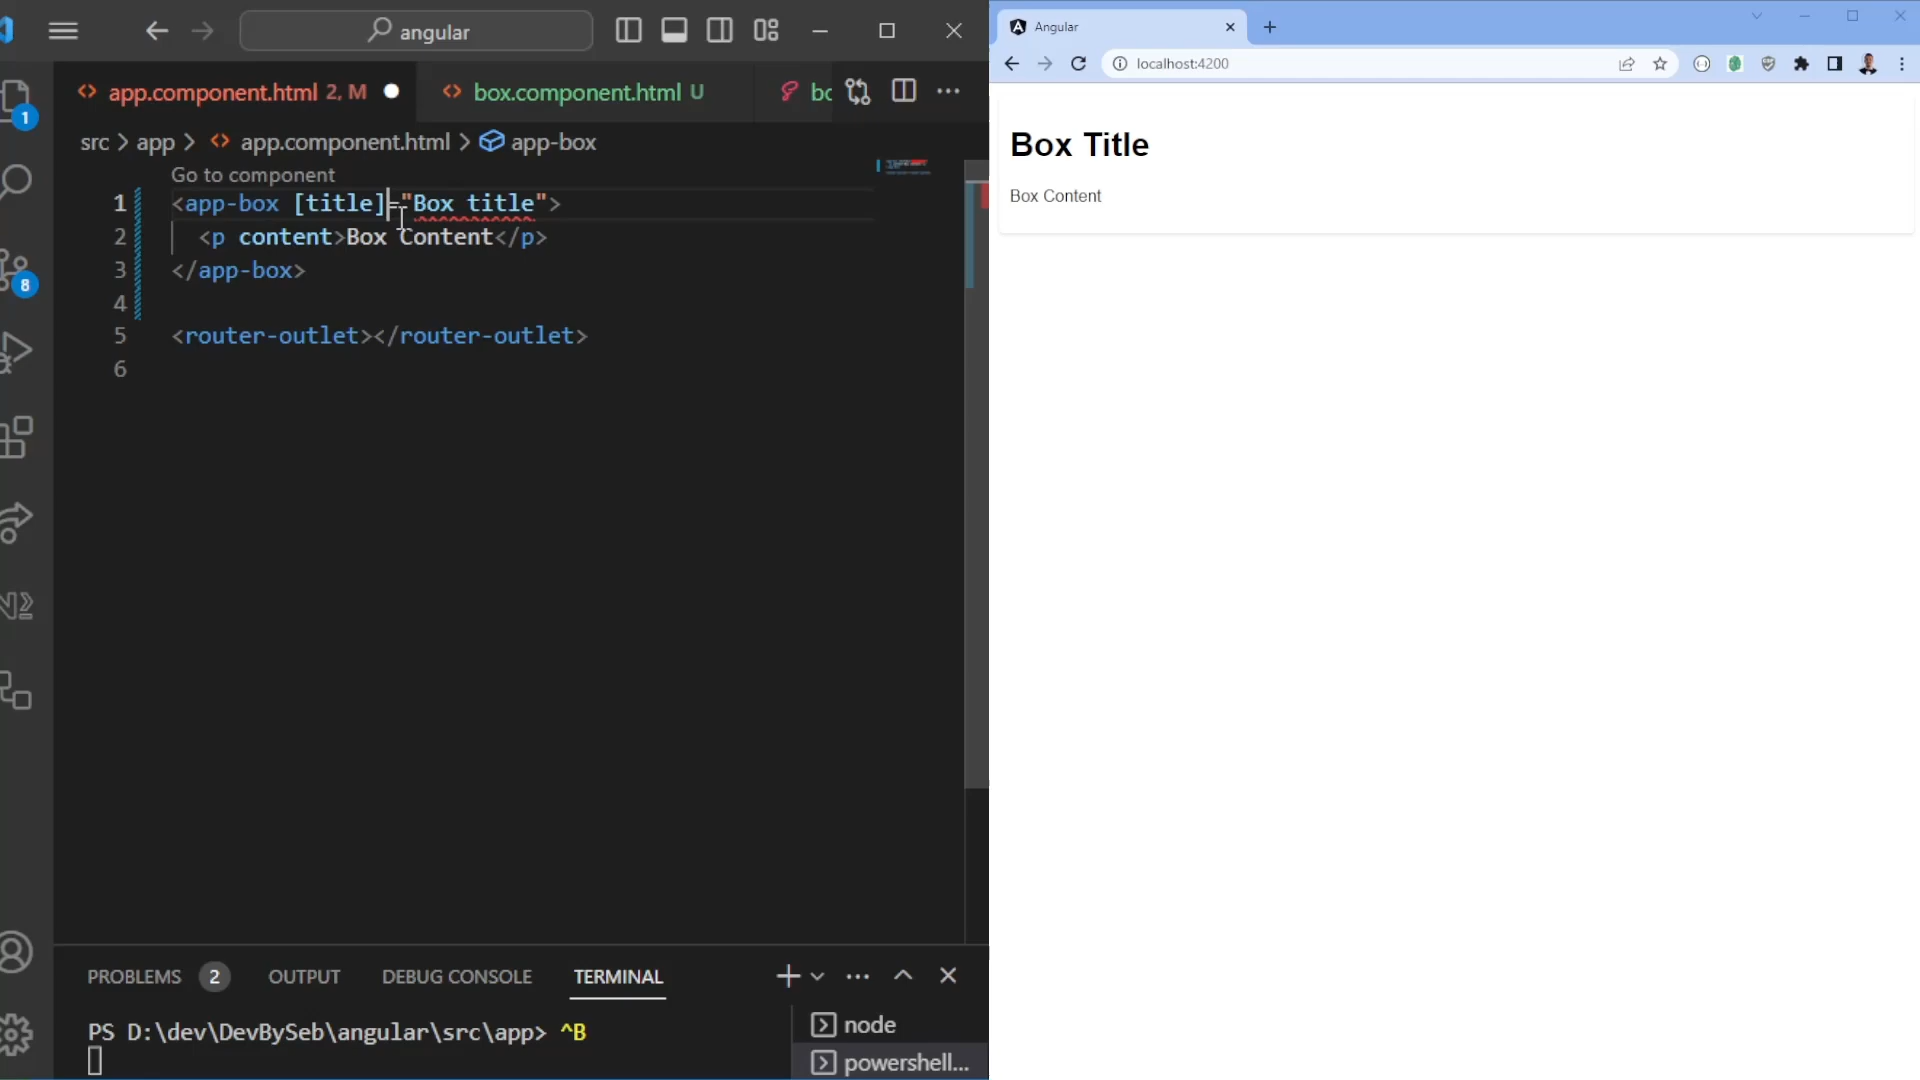 angular
app.component.html 2, M
box.component.html U
bc
src > app > app.component.html > app-box
Go to component
1 <app-box [title]="Box title">
2 <p content>Box Content</p>
3 </app-box>
4
5 <router-outlet></router-outlet>
6
1
8
PROBLEMS 2 OUTPUT DEBUG CONSOLE TERMINAL
PS D:\dev\DevBySeb\angular\src\app> ^B
node
powershell...
Angular
localhost:4200
Box Title
Box Content